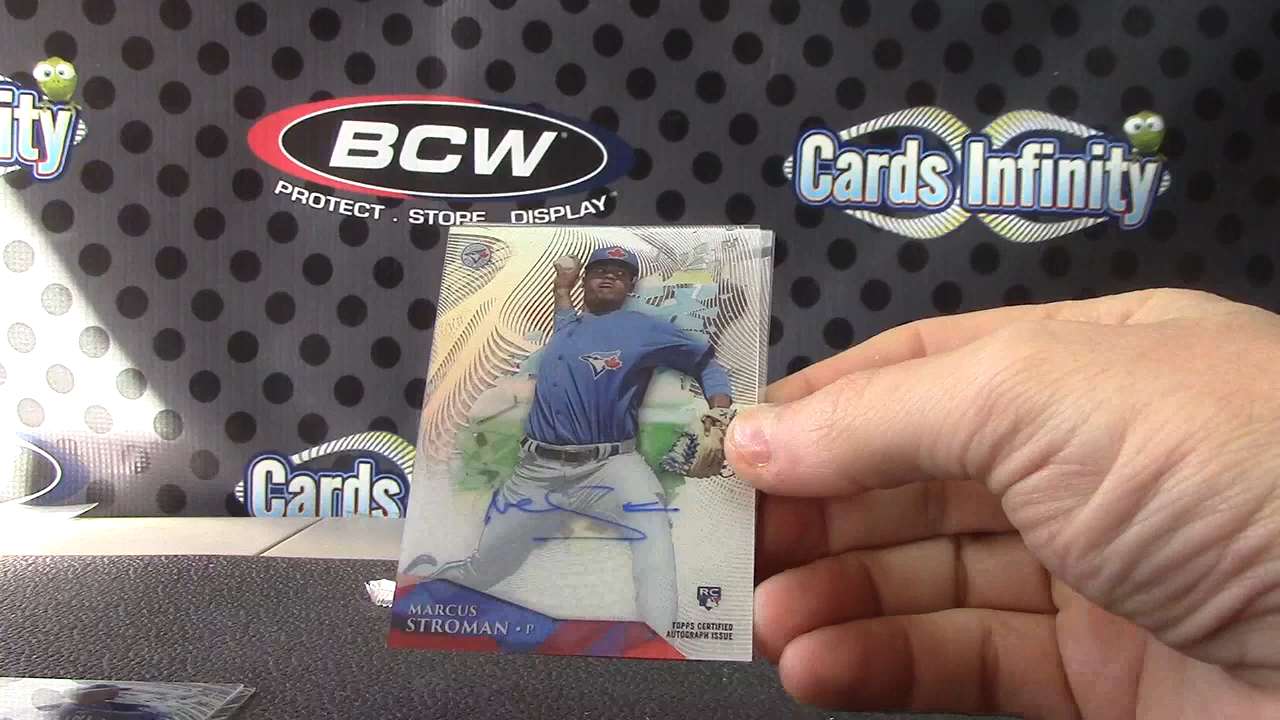 ity
BCW
PROTECT . STORE DISPLAY
Cards Infinity
Cards
MARCUS
STROMAN • P
RC
TOPPS CERTIFIED
AUTOGRAPH ISSUE